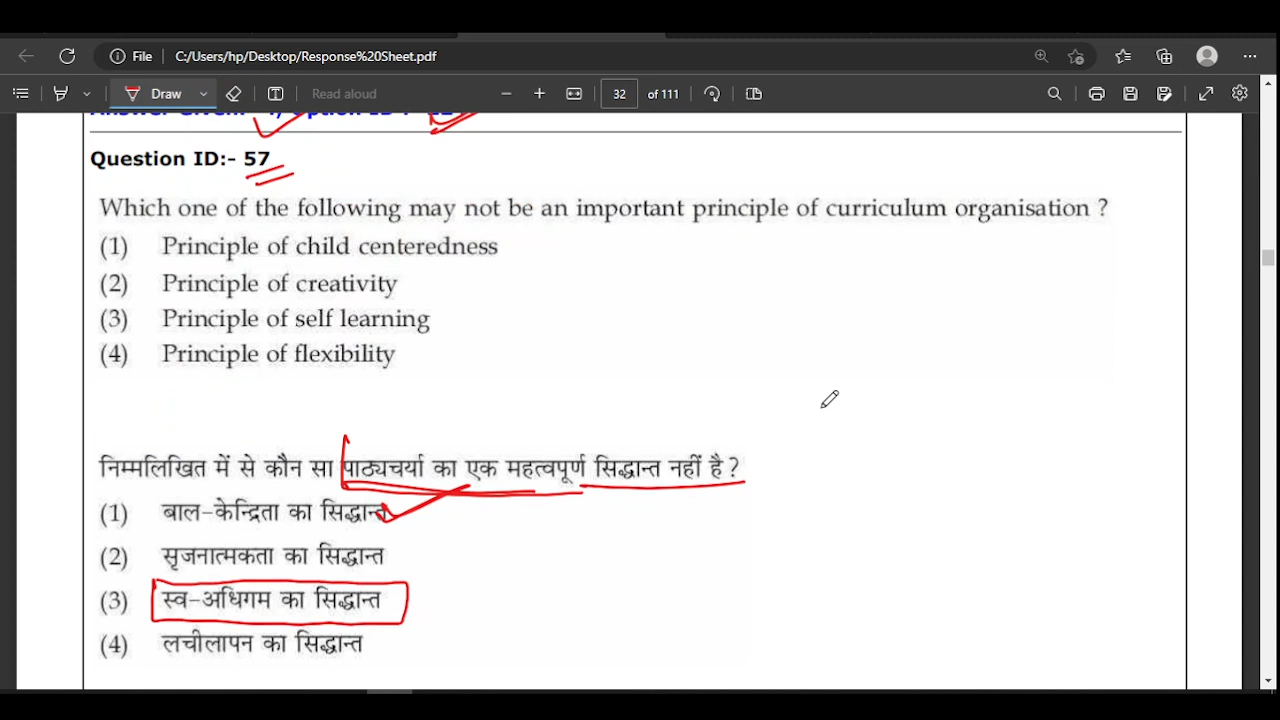 File C:/Users/hp/Desktop/Response%20Sheet.pdf
Draw Read aloud 32 of 111
Question ID:- 57
Which one of the following may not be an important principle of curriculum organisation ?
(1) Principle of child centeredness
(2) Principle of creativity
(3) Principle of self learning
(4) Principle of flexibility
निम्मलिखित में से कौन सा पाठ्यचर्या का एक महत्वपूर्ण सिद्धान्त नहीं है ?
(1) बाल-केन्द्रिता का सिद्धान्त
(2) सृजनात्मकता का सिद्धान्त
(3) स्व-अधिगम का सिद्धान्त
(4) लचीलापन का सिद्धान्त